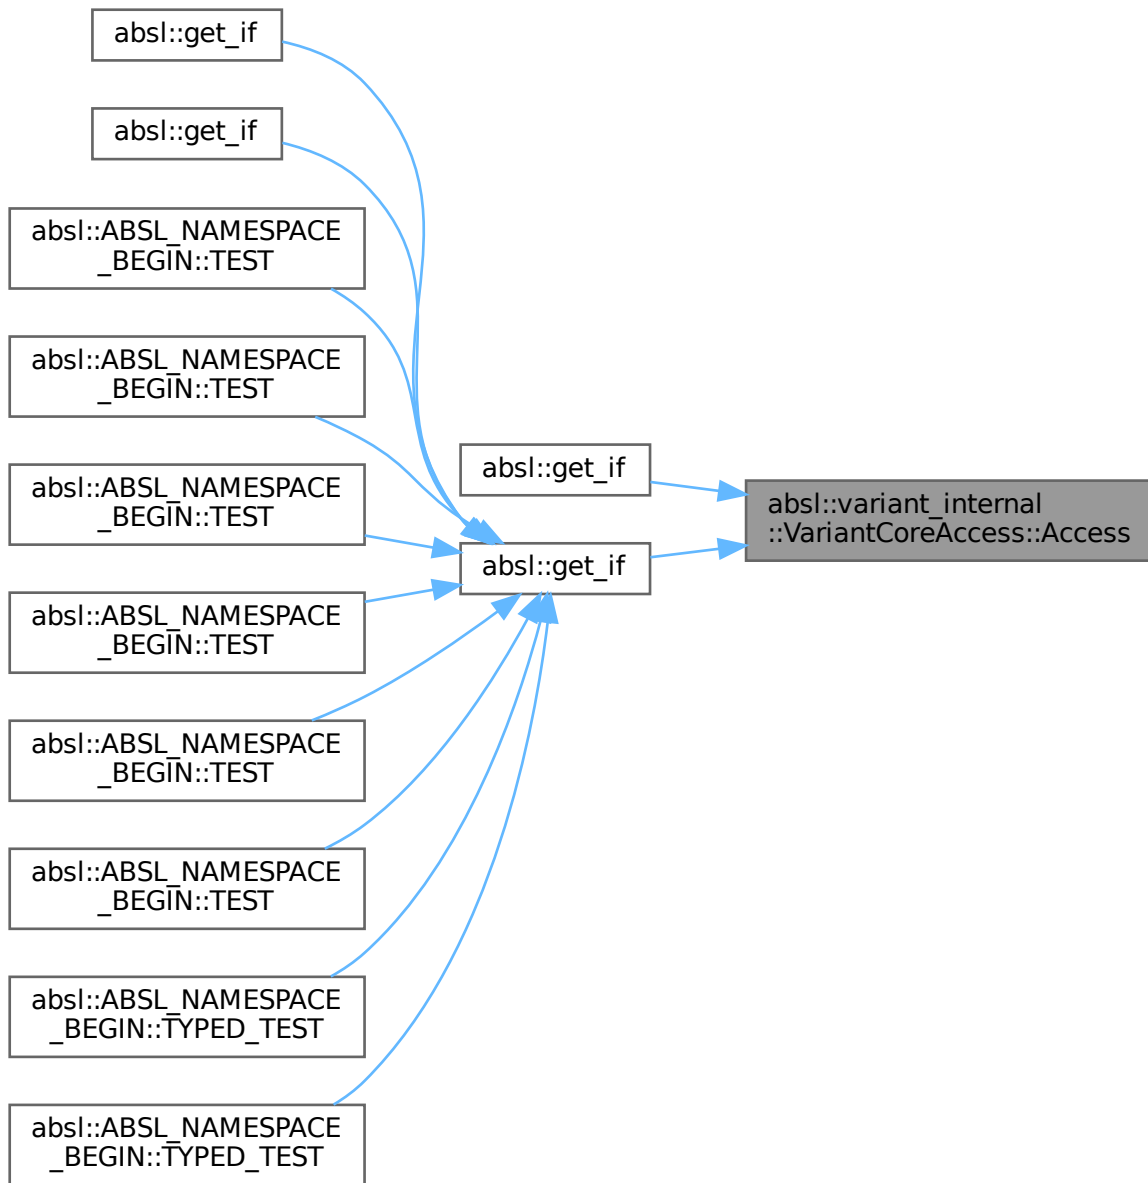 absl::get_if
absl::get_if
absl::ABSL_NAMESPACE
_BEGIN::TEST
absl::ABSL_NAMESPACE
_BEGIN::TEST
absl::ABSL_NAMESPACE
_BEGIN::TEST
absl::ABSL_NAMESPACE
_BEGIN::TEST
absl::ABSL_NAMESPACE
_BEGIN::TEST
absl::ABSL_NAMESPACE
_BEGIN::TEST
absl::ABSL_NAMESPACE
_BEGIN::TYPED_TEST
absl::ABSL_NAMESPACE
_BEGIN::TYPED_TEST
absl::get_if
absl::get_if
absl::variant_internal
::VariantCoreAccess::Access